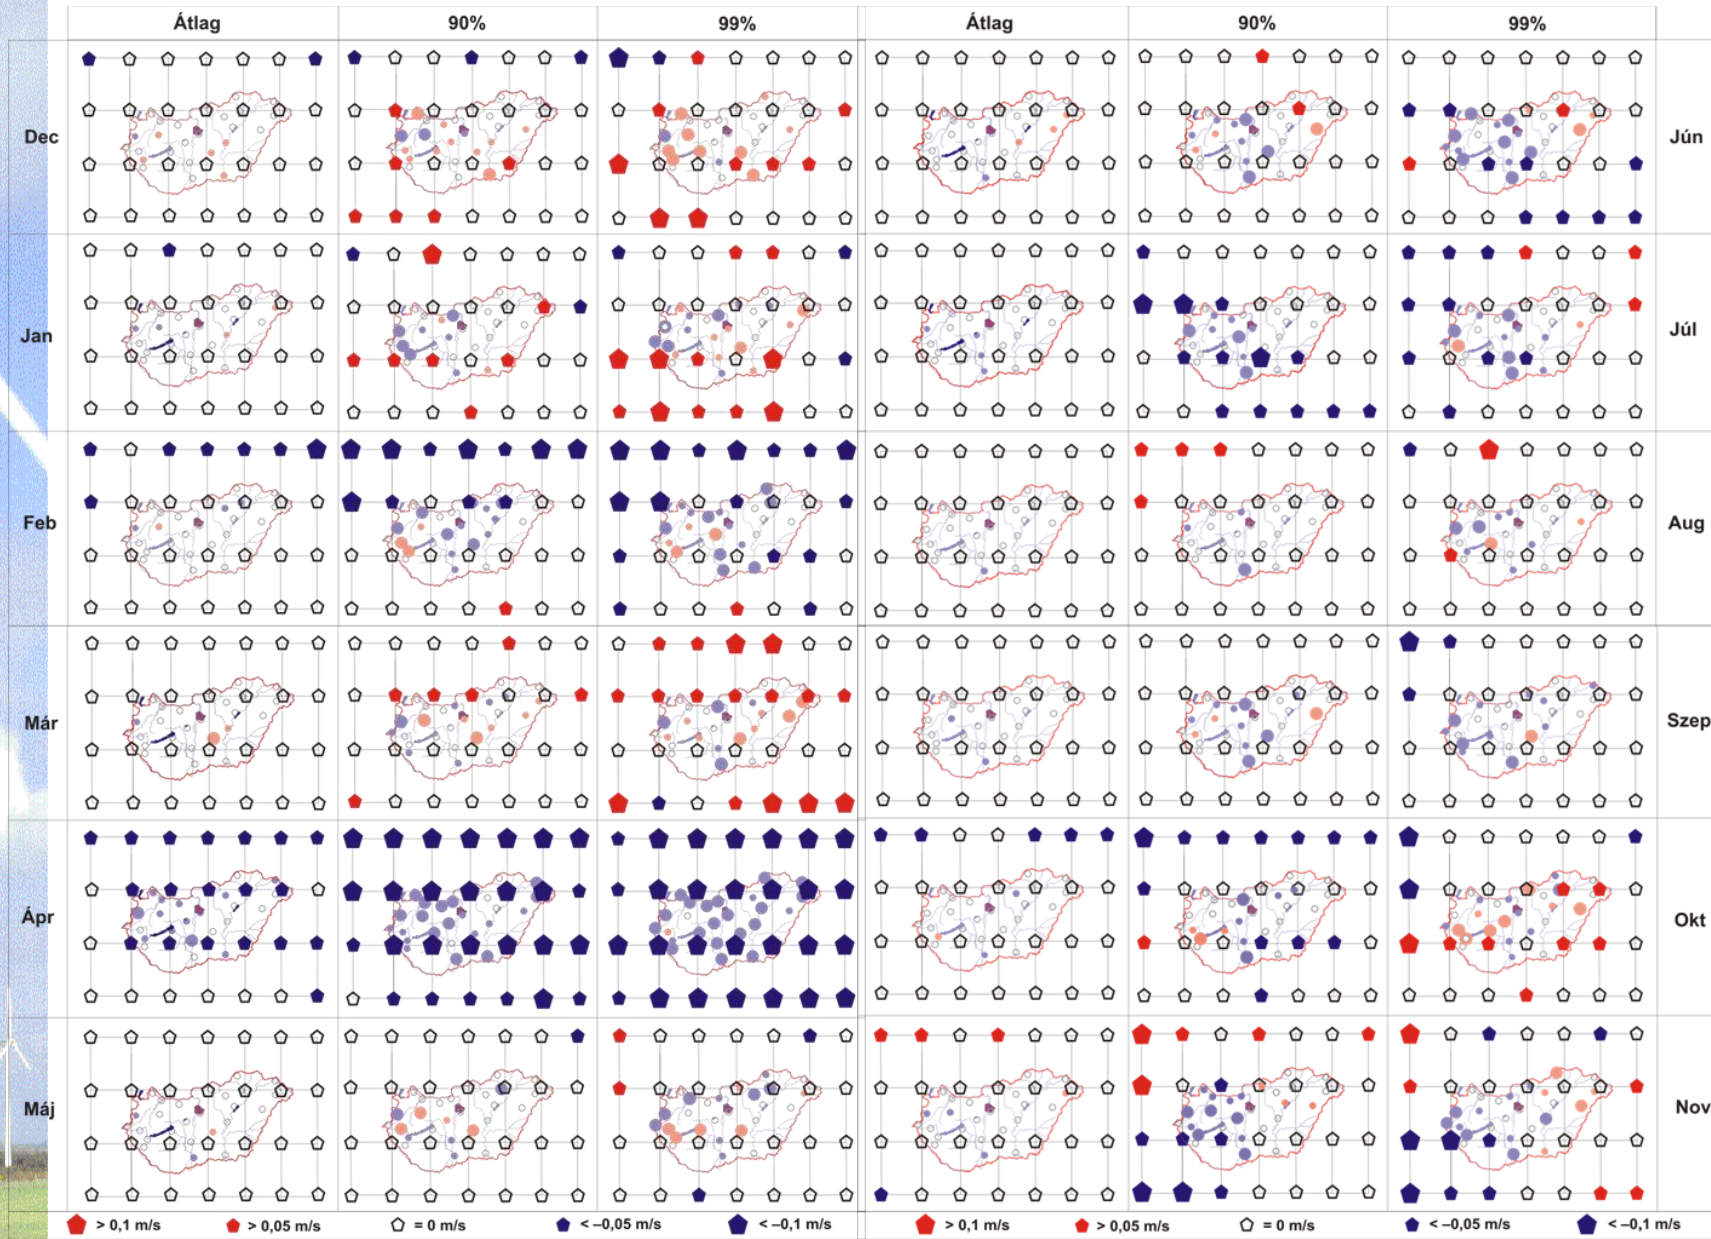 Átlag 90% 99% Átlag 90% 99%
Dec Jún
Jan Júl
Feb Aug
Már Szep
Ápr Okt
Máj Nov
> 0,1 m/s > 0,05 m/s = 0 m/s < –0,05 m/s < –0,1 m/s > 0,1 m/s > 0,05 m/s = 0 m/s < –0,05 m/s < –0,1 m/s